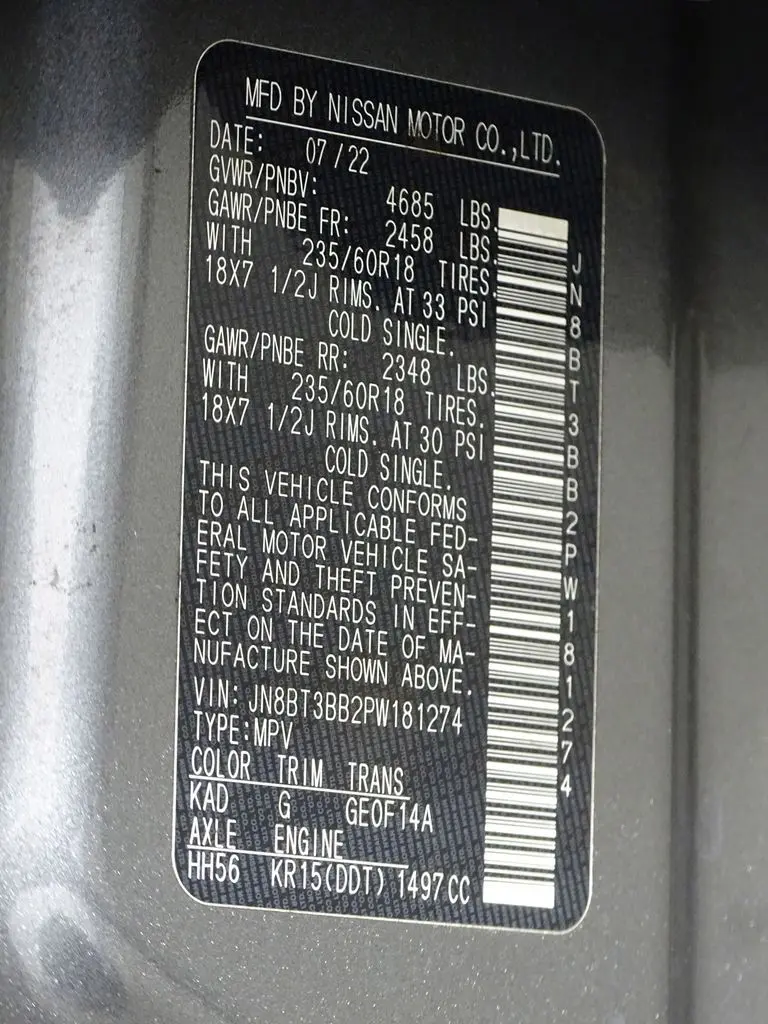 MFD BY NISSAN MOTOR CO.,LTD.
DATE: 07/22
GVWR/PNBV: 4685 LBS.
GAWR/PNBE FR: 2458 LBS.
WITH 235/60R18 TIRES.
18X7 1/2J RIMS. AT 33 PSI
COLD SINGLE.
GAWR/PNBE RR: 2348 LBS.
WITH 235/60R18 TIRES.
18X7 1/2J RIMS. AT 30 PSI
COLD SINGLE.
THIS VEHICLE CONFORMS
TO ALL APPLICABLE FED-
ERAL MOTOR VEHICLE SA-
FETY AND THEFT PREVEN-
TION STANDARDS IN EFF-
ECT ON THE DATE OF MA-
NUFACTURE SHOWN ABOVE.
VIN: JN8BT3BB2PW181274
TYPE:MPV
COLOR TRIM TRANS
KAD G GE0F14A
AXLE ENGINE
HH56 KR15(DDT) 1497CC
JN8BT3BB2PW181274